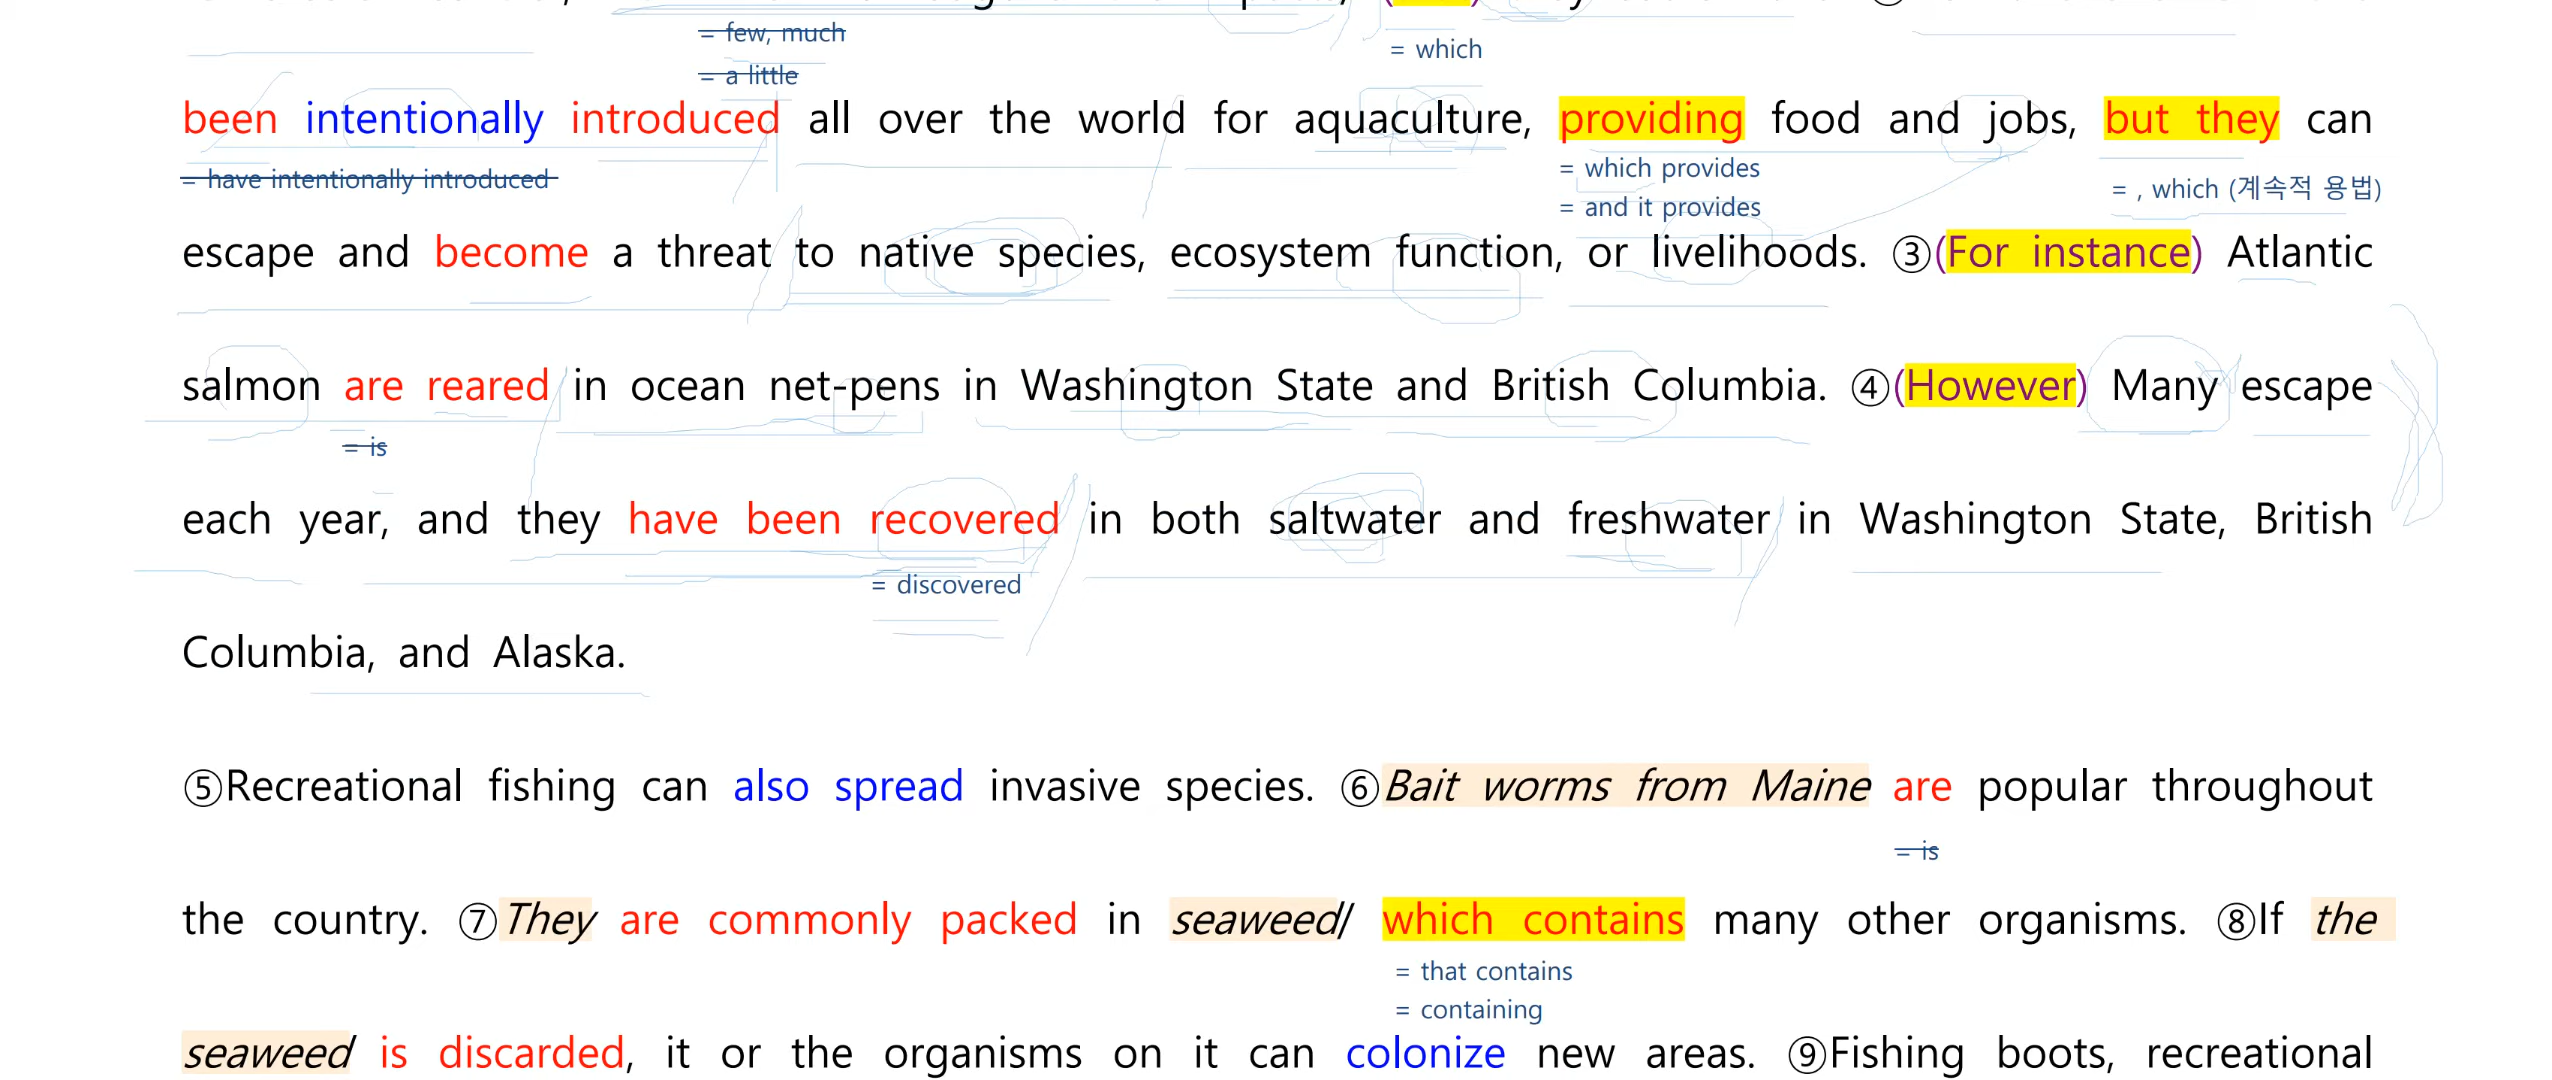 = few, much
= which
= a little
been intentionally introduced all over the world for aquaculture, providing food and jobs, but they can
= have intentionally introduced
= which provides
= , which (계속적 용법)
= and it provides
escape and become a threat to native species, ecosystem function, or livelihoods. ③(For instance) Atlantic
salmon are reared in ocean net-pens in Washington State and British Columbia. ④(However) Many escape
= is
each year, and they have been recovered in both saltwater and freshwater in Washington State, British
= discovered
Columbia, and Alaska.
⑤Recreational fishing can also spread invasive species. ⑥Bait worms from Maine are popular throughout
= is
the country. ⑦They are commonly packed in seaweed/ which contains many other organisms. ⑧If the
= that contains
= containing
seaweed is discarded, it or the organisms on it can colonize new areas. ⑨Fishing boots, recreational